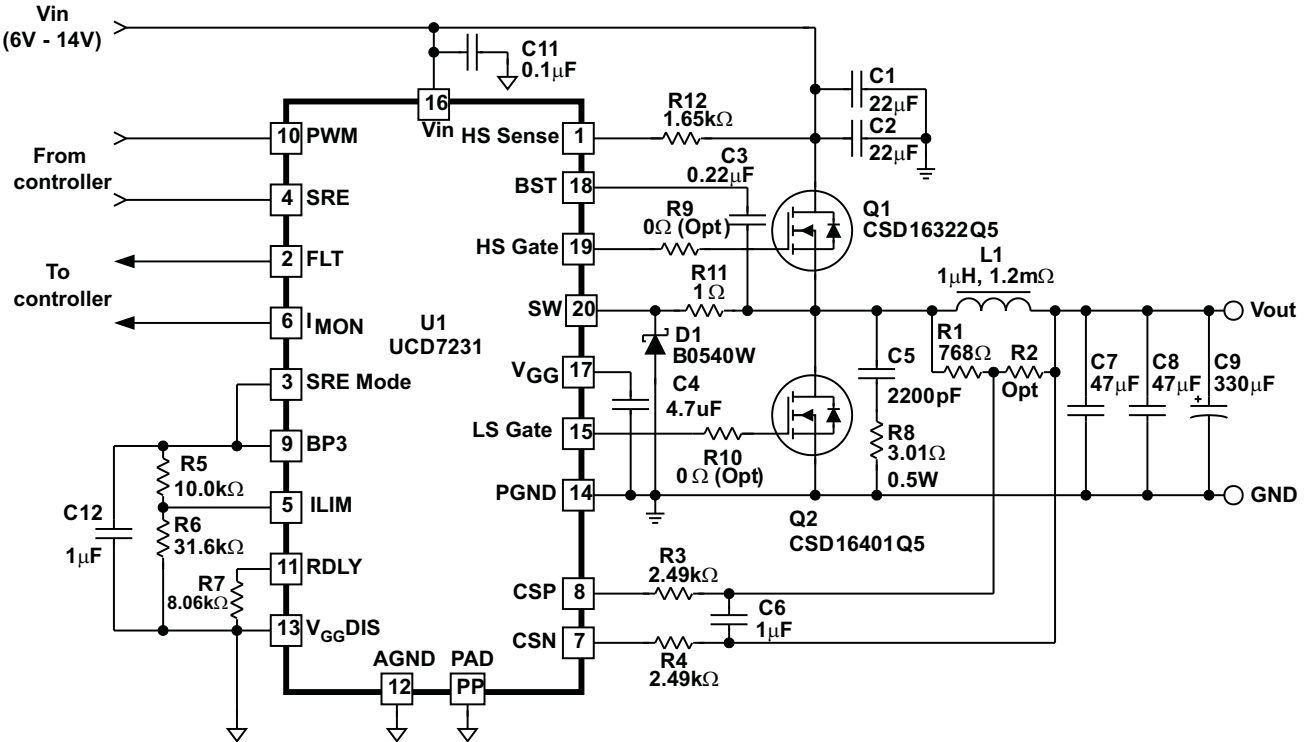 Vin
(6V - 14V)
C11
0.1μF
16
Vin
From
controller
10 PWM
4 SRE
To
controller
2 FLT
6 IMON
3 SRE Mode
9 BP3
5 ILIM
11 RDLY
13 VGGDIS
U1
UCD7231
AGND
12
PAD
PP
HS Sense 1
BST 18
HS Gate 19
SW 20
VGG 17
LS Gate 15
PGND 14
CSP 8
CSN 7
R5
10.0kΩ
R6
31.6kΩ
C12
1μF
R7
8.06kΩ
R12
1.65kΩ
C1
22μF
C2
22μF
C3
0.22μF
R9
0Ω (Opt)
Q1
CSD16322Q5
R11
1 Ω
L1
1μH, 1.2mΩ
Vout
D1
B0540W
C4
4.7uF
R10
0 Ω (Opt)
C5
2200pF
R8
3.01Ω
0.5W
R1
768Ω
R2
Opt
C7
47μF
C8
47μF
C9
330μF
+
GND
Q2
CSD16401Q5
R3
2.49kΩ
C6
1μF
R4
2.49kΩ